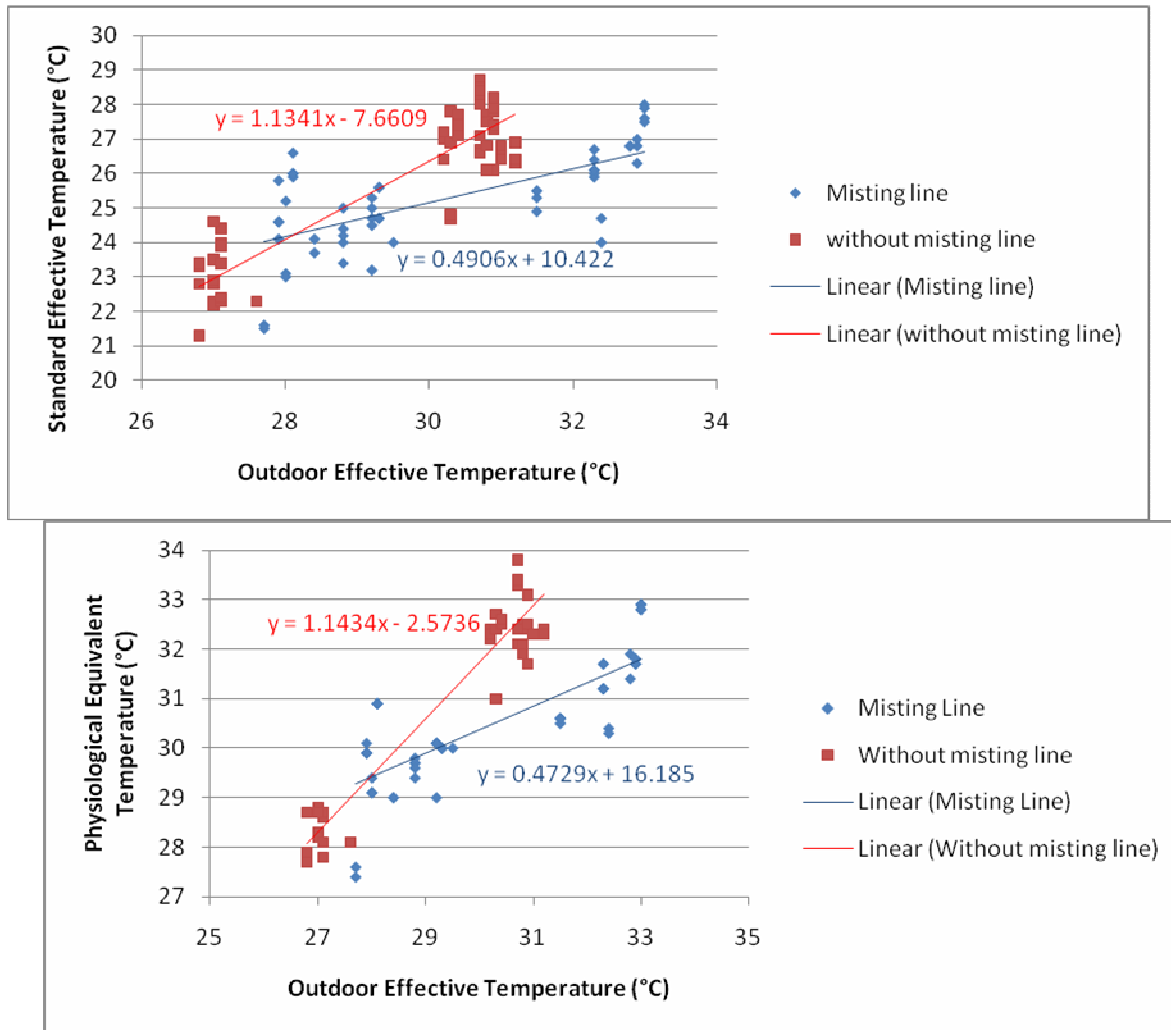 30
29
28
27
26
25
24
23
22
21
20
Standard Effective Temperature (°C)
y = 1.1341x - 7.6609
y = 0.4906x + 10.422
26 28 30 32 34
Outdoor Effective Temperature (°C)
Misting line
without misting line
Linear (Misting line)
Linear (without misting line)
34
33
32
31
30
29
28
27
Physiological Equivalent
Temperature (°C)
y = 1.1434x - 2.5736
y = 0.4729x + 16.185
25 27 29 31 33 35
Outdoor Effective Temperature (°C)
Misting Line
Without misting line
Linear (Misting Line)
Linear (Without misting line)